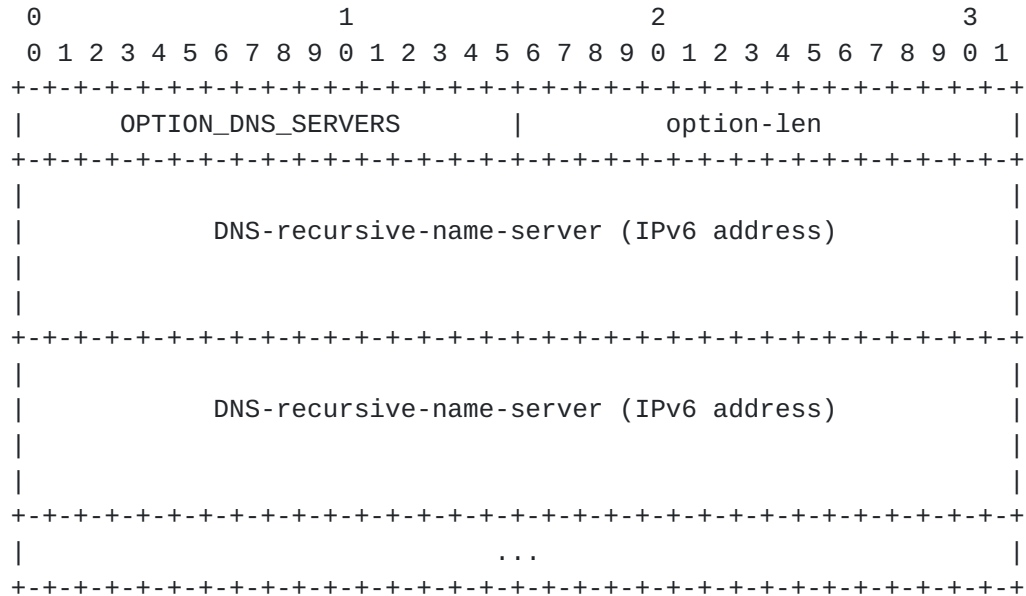 0                   1                   2                   3
 0 1 2 3 4 5 6 7 8 9 0 1 2 3 4 5 6 7 8 9 0 1 2 3 4 5 6 7 8 9 0 1
+-+-+-+-+-+-+-+-+-+-+-+-+-+-+-+-+-+-+-+-+-+-+-+-+-+-+-+-+-+-+-+-+
|      OPTION_DNS_SERVERS       |         option-len            |
+-+-+-+-+-+-+-+-+-+-+-+-+-+-+-+-+-+-+-+-+-+-+-+-+-+-+-+-+-+-+-+-+
|                                                               |
|            DNS-recursive-name-server (IPv6 address)           |
|                                                               |
|                                                               |
+-+-+-+-+-+-+-+-+-+-+-+-+-+-+-+-+-+-+-+-+-+-+-+-+-+-+-+-+-+-+-+-+
|                                                               |
|            DNS-recursive-name-server (IPv6 address)           |
|                                                               |
|                                                               |
+-+-+-+-+-+-+-+-+-+-+-+-+-+-+-+-+-+-+-+-+-+-+-+-+-+-+-+-+-+-+-+-+
|                              ...                              |
+-+-+-+-+-+-+-+-+-+-+-+-+-+-+-+-+-+-+-+-+-+-+-+-+-+-+-+-+-+-+-+-+